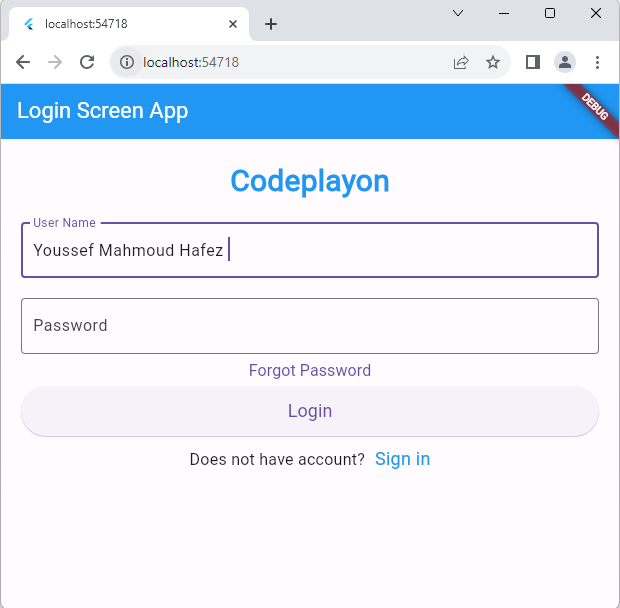 localhost:54718
localhost:54718
Login Screen App
DEBUG
Codeplayon
User Name
Youssef Mahmoud Hafez
Password
Forgot Password
Login
Does not have account? Sign in